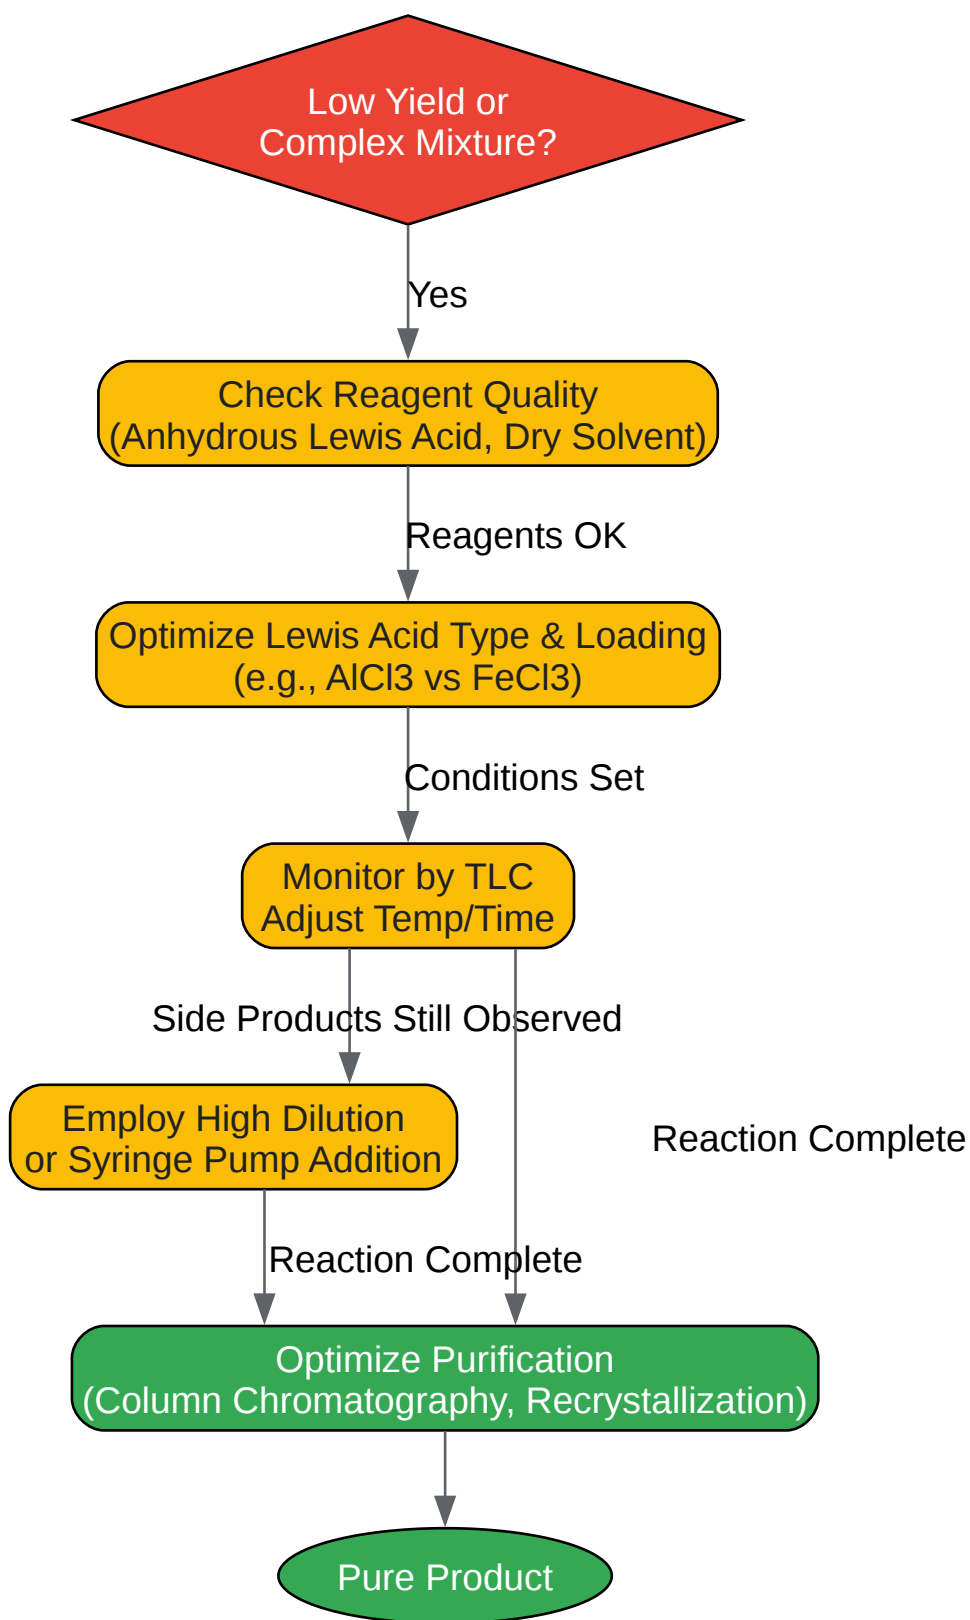 Low Yield or
Complex Mixture?
Yes
Check Reagent Quality
(Anhydrous Lewis Acid, Dry Solvent)
Reagents OK
Optimize Lewis Acid Type & Loading
(e.g., AlCl3 vs FeCl3)
Conditions Set
Monitor by TLC
Adjust Temp/Time
Side Products Still Observed
Employ High Dilution
or Syringe Pump Addition
Reaction Complete
Reaction Complete
Optimize Purification
(Column Chromatography, Recrystallization)
Pure Product